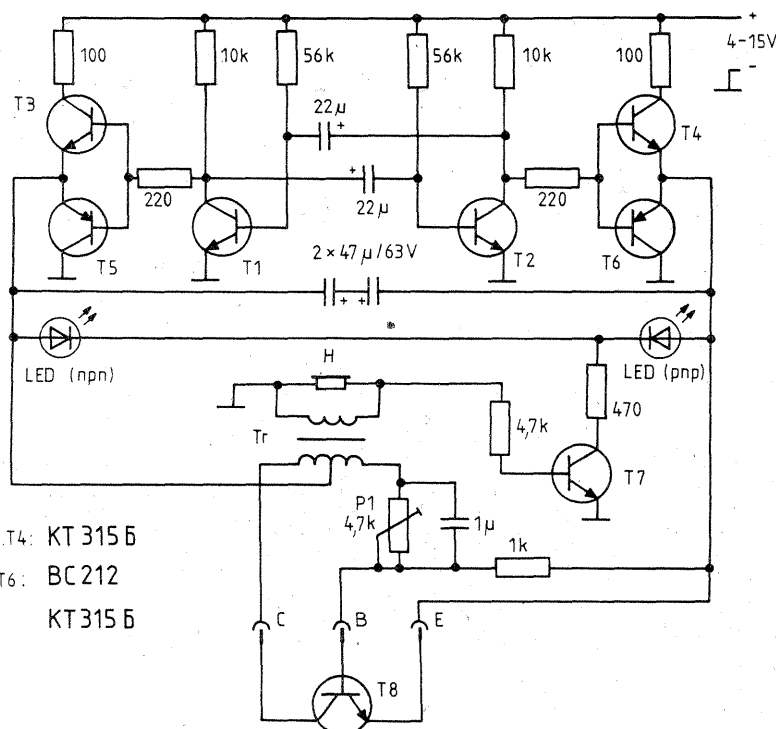 +
4-15V
-
100
10k
56k
56k
10k
100
T3
22μ
+
T4
+
220
22μ
220
T5
T1
T2
T6
2×47μ/63V
+
+
LED (npn)
LED (pnp)
H
470
4,7k
Tr
T7
P1
4,7k
1μ
1k
.T4: КТ315Б
T6: BC212
КТ315Б
C
B
E
T8